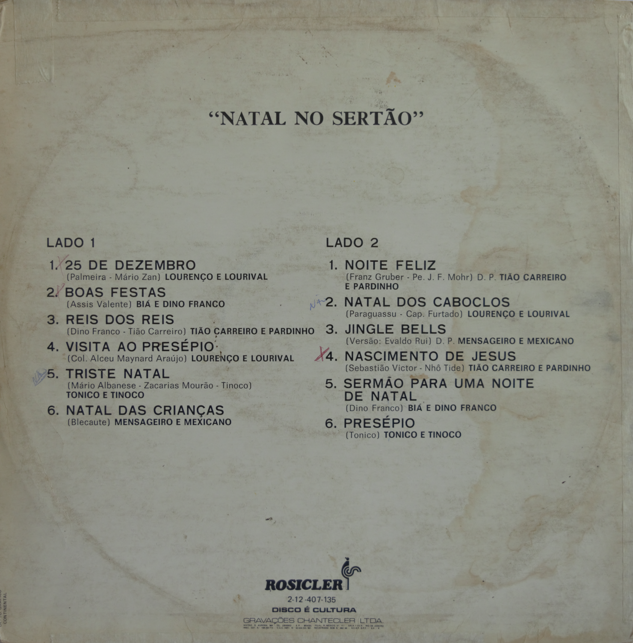 “NATAL NO SERTÃO”
LADO 1
1. 25 DE DEZEMBRO
(Palmeira - Mário Zan) LOURENÇO E LOURIVAL
2. BOAS FESTAS
(Assis Valente) BIÁ E DINO FRANCO
3. REIS DOS REIS
(Dino Franco - Tião Carreiro) TIÃO CARREIRO E PARDINHO
4. VISITA AO PRESÉPIO
(Col. Alceu Maynard Araújo) LOURENÇO E LOURIVAL
5. TRISTE NATAL
(Mário Albanese - Zacarias Mourão - Tinoco)
TONICO E TINOCO
6. NATAL DAS CRIANÇAS
(Blecaute) MENSAGEIRO E MEXICANO
LADO 2
1. NOITE FELIZ
(Franz Gruber - Pe. J. F. Mohr) D. P. TIÃO CARREIRO
E PARDINHO
2. NATAL DOS CABOCLOS
(Paraguassu - Cap. Furtado) LOURENÇO E LOURIVAL
3. JINGLE BELLS
(Versão: Evaldo Rui) D. P. MENSAGEIRO E MEXICANO
4. NASCIMENTO DE JESUS
(Sebastião Victor - Nhô Tide) TIÃO CARREIRO E PARDINHO
5. SERMÃO PARA UMA NOITE
DE NATAL
(Dino Franco) BIÁ E DINO FRANCO
6. PRESÉPIO
(Tonico) TONICO E TINOCO
ROSICLER
2-12-407-135
DISCO É CULTURA
GRAVAÇÕES CHANTECLER LTDA.